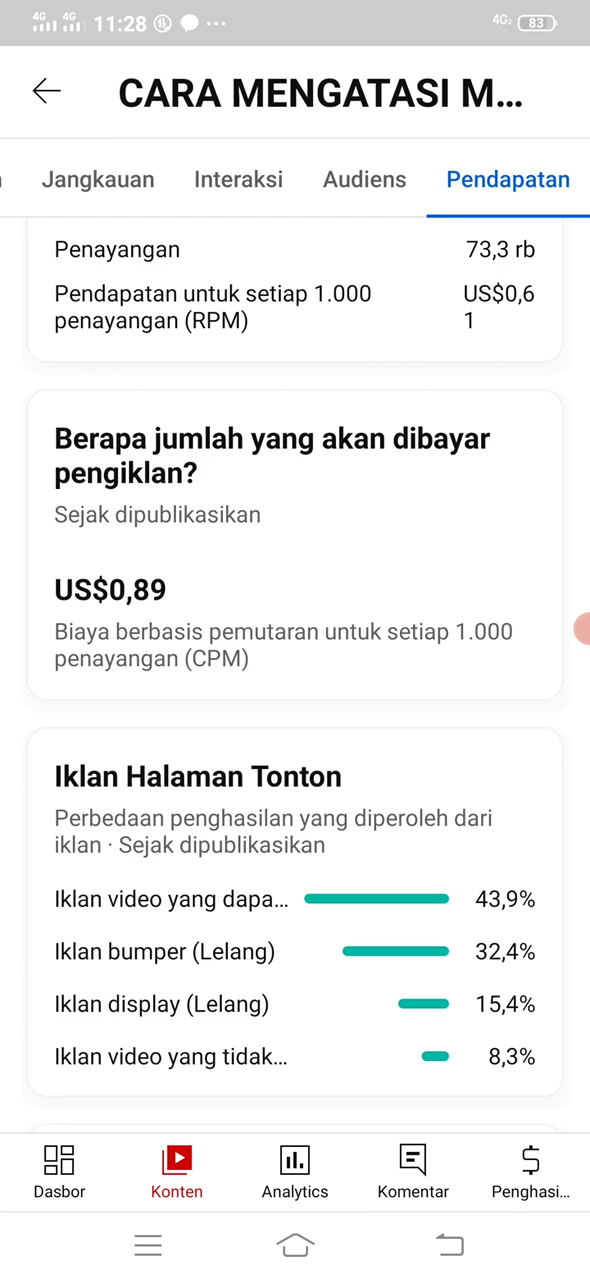 4G 4G 11:28 ... 4G 83
CARA MENGATASI M...
Jangkauan Interaksi Audiens Pendapatan
Penayangan 73,3 rb
Pendapatan untuk setiap 1.000 US$0,6
penayangan (RPM) 1
Berapa jumlah yang akan dibayar
pengiklan?
Sejak dipublikasikan
US$0,89
Biaya berbasis pemutaran untuk setiap 1.000
penayangan (CPM)
Iklan Halaman Tonton
Perbedaan penghasilan yang diperoleh dari
iklan · Sejak dipublikasikan
Iklan video yang dapa... 43,9%
Iklan bumper (Lelang) 32,4%
Iklan display (Lelang) 15,4%
Iklan video yang tidak... 8,3%
Dasbor Konten Analytics Komentar Penghasi...